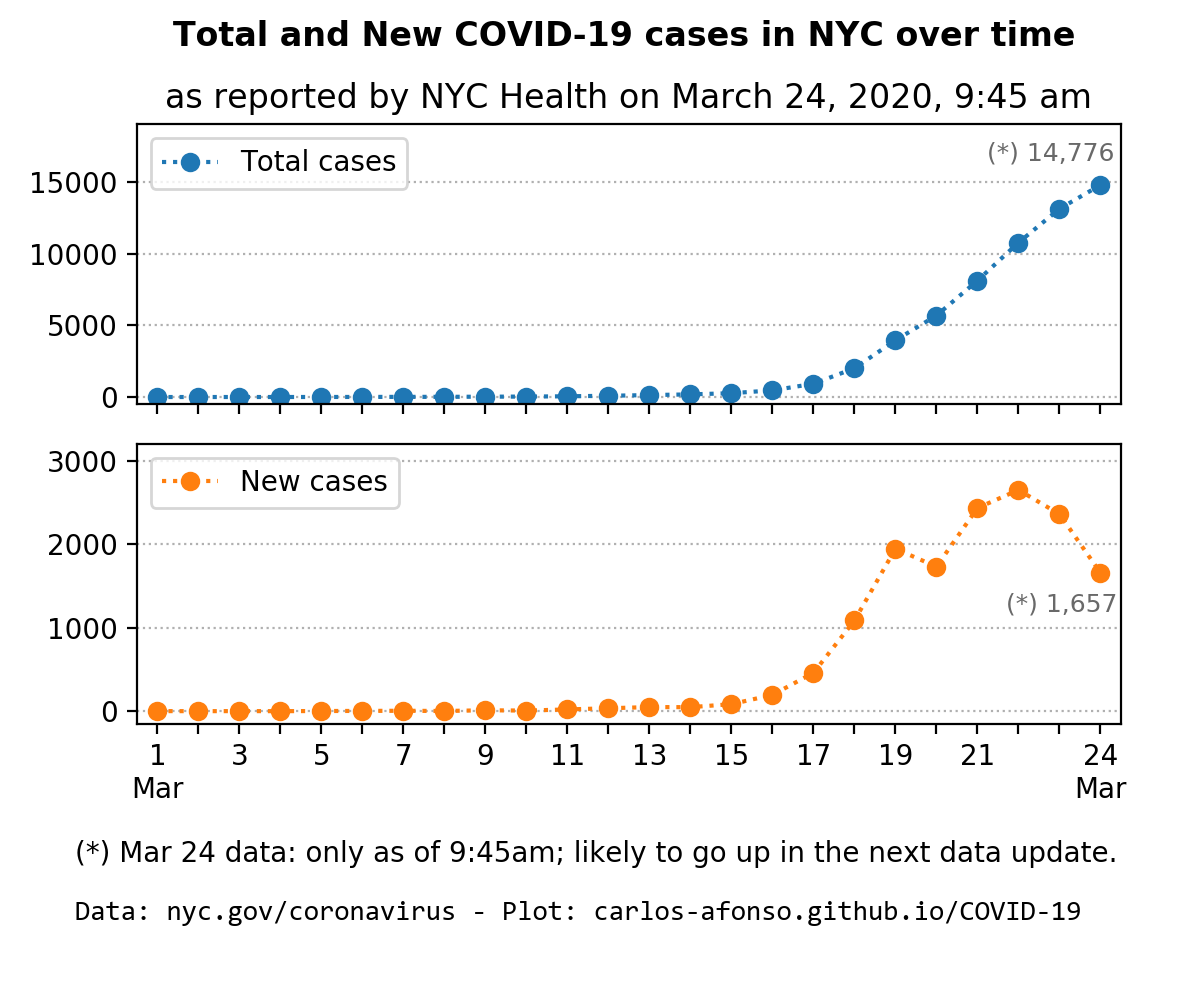 Total and New COVID-19 cases in NYC over time
as reported by NYC Health on March 24, 2020, 9:45 am
Total cases
(*) 14,776
15000
10000
5000
0
New cases
3000
2000
(*) 1,657
1000
0
1 3 5 7 9 11 13 15 17 19 21 24
Mar Mar
(*) Mar 24 data: only as of 9:45am; likely to go up in the next data update.
Data: nyc.gov/coronavirus - Plot: carlos-afonso.github.io/COVID-19